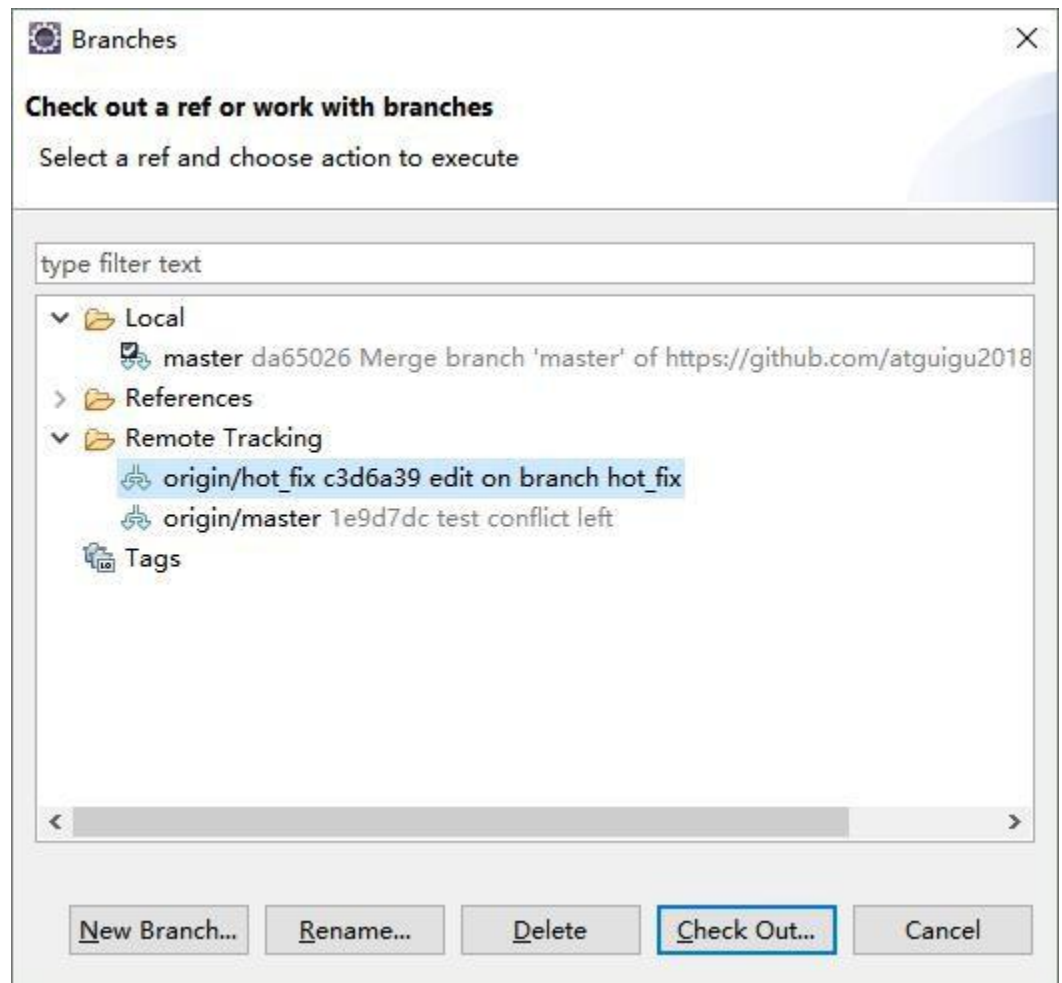 Branches
Check out a ref or work with branches
Select a ref and choose action to execute
type filter text
Local
master da65026 Merge branch 'master' of https://github.com/atguigu2018
References
Remote Tracking
origin/hot_fix c3d6a39 edit on branch hot_fix
origin/master 1e9d7dc test conflict left
Tags
New Branch... Rename... Delete Check Out... Cancel